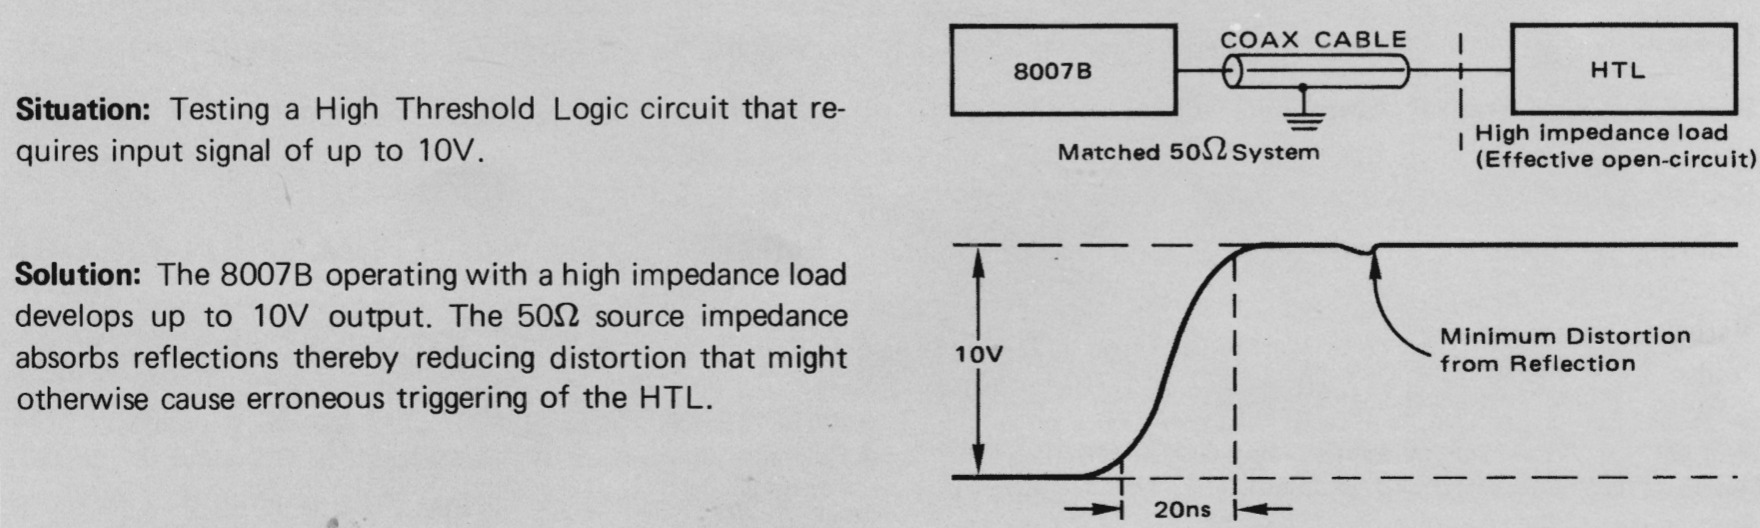 Situation: Testing a High Threshold Logic circuit that re-
quires input signal of up to 10V.
Solution: The 8007B operating with a high impedance load
develops up to 10V output. The 50Ω source impedance
absorbs reflections thereby reducing distortion that might
otherwise cause erroneous triggering of the HTL.
8007B
COAX CABLE
HTL
Matched 50Ω System
High impedance load
(Effective open-circuit)
10V
Minimum Distortion
from Reflection
20ns